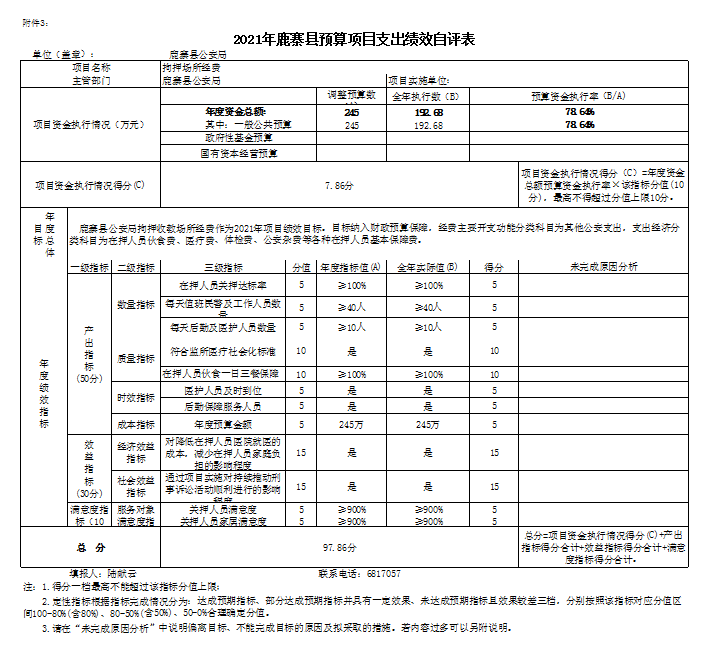 附件3：
2021年鹿寨县预算项目支出绩效自评表
单位（盖章）： 鹿寨县公安局
项目名称 拘押场所经费
主管部门 鹿寨县公安局 项目实施单位:
项目资金执行情况（万元） 调整预算数 全年执行数（B） 预算资金执行率（B/A)
年度资金总额： 245 192.68 78.64%
其中：一般公共预算 245 192.68 78.64%
政府性基金预算
国有资本经营预算
项目资金执行情况得分(C) 7.86分 项目资金执行情况得分（C）=年度资金
总额预算资金执行率×该指标分值(10
分)，最高不得超过分值上限10分。
年度总体目标
鹿寨县公安局拘押收教场所经费作为2021年项目绩效目标。目标纳入财政预算保障，经费主要开支功能分类科目为其他公安支出，支出经济分
类科目为在押人员伙食费、医疗费、体检费、公安杂费等各种在押人员基本保障费。
年度绩效指标
一级指标 二级指标 三级指标 分值 年度指标值(A) 全年实际值(B) 得分 未完成原因分析
产出指标(50分)
数量指标 在押人员关押达标率 5 ≥100% ≥100% 5
每天值班民警及工作人员数量 5 ≥40人 ≥40人 5
每天后勤及医护人员数量 5 ≥10人 ≥10人 5
质量指标 符合监所医疗社会化标准 10 是 是 10
在押人员伙食一日三餐保障 10 ≥100% ≥100% 10
时效指标 医护人员及时到位 5 是 是 5
后勤保障服务人员 5 是 是 5
成本指标 年度预算金额 5 245万 245万 5
效益指标(30分)
经济效益指标 对降低在押人员医院就医的
成本，减少在押人员家庭负
担的影响程度 15 是 是 15
社会效益指标 通过项目实施对持续推动刑
事诉讼活动顺利进行的影响
程度 15 是 是 15
满意度指标（10 服务对象满意度指 关押人员满意度 5 ≥900% ≥900% 5
关押人员家居满意度 5 ≥900% ≥900% 5
总 分 97.86分 总分=项目资金执行情况得分(C)+产出
指标得分合计+效益指标得分合计+满意
度指标得分合计。
填报人：陆献云 联系电话：6817057
注：1.得分一档最高不能超过该指标分值上限；
2.定性指标根据指标完成情况分为：达成预期指标、部分达成预期指标并具有一定效果、未达成预期指标且效果较差三档，分别按照该指标对应分值区
间100-80%(含80%)、80-50%(含50%)、50-0%合理确定分值。
3.请在“未完成原因分析”中说明偏离目标、不能完成目标的原因及拟采取的措施。若内容过多可以另附说明。